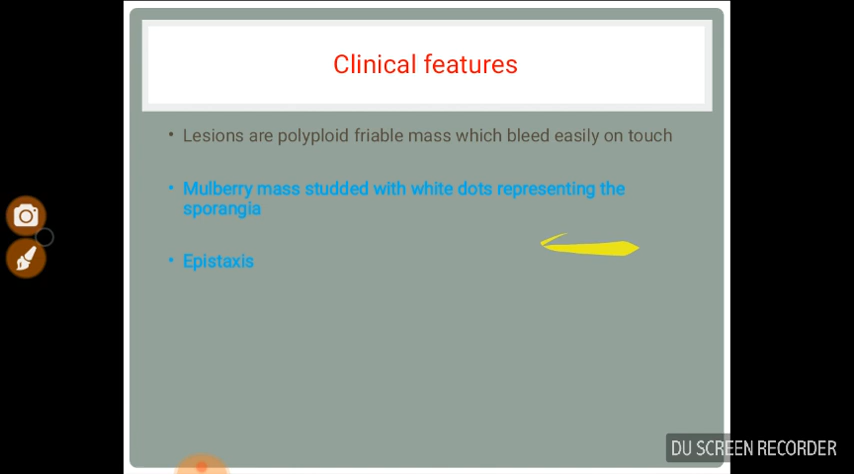 Clinical features
• Lesions are polyploid friable mass which bleed easily on touch
• Mulberry mass studded with white dots representing the
sporangia
• Epistaxis
DU SCREEN RECORDER